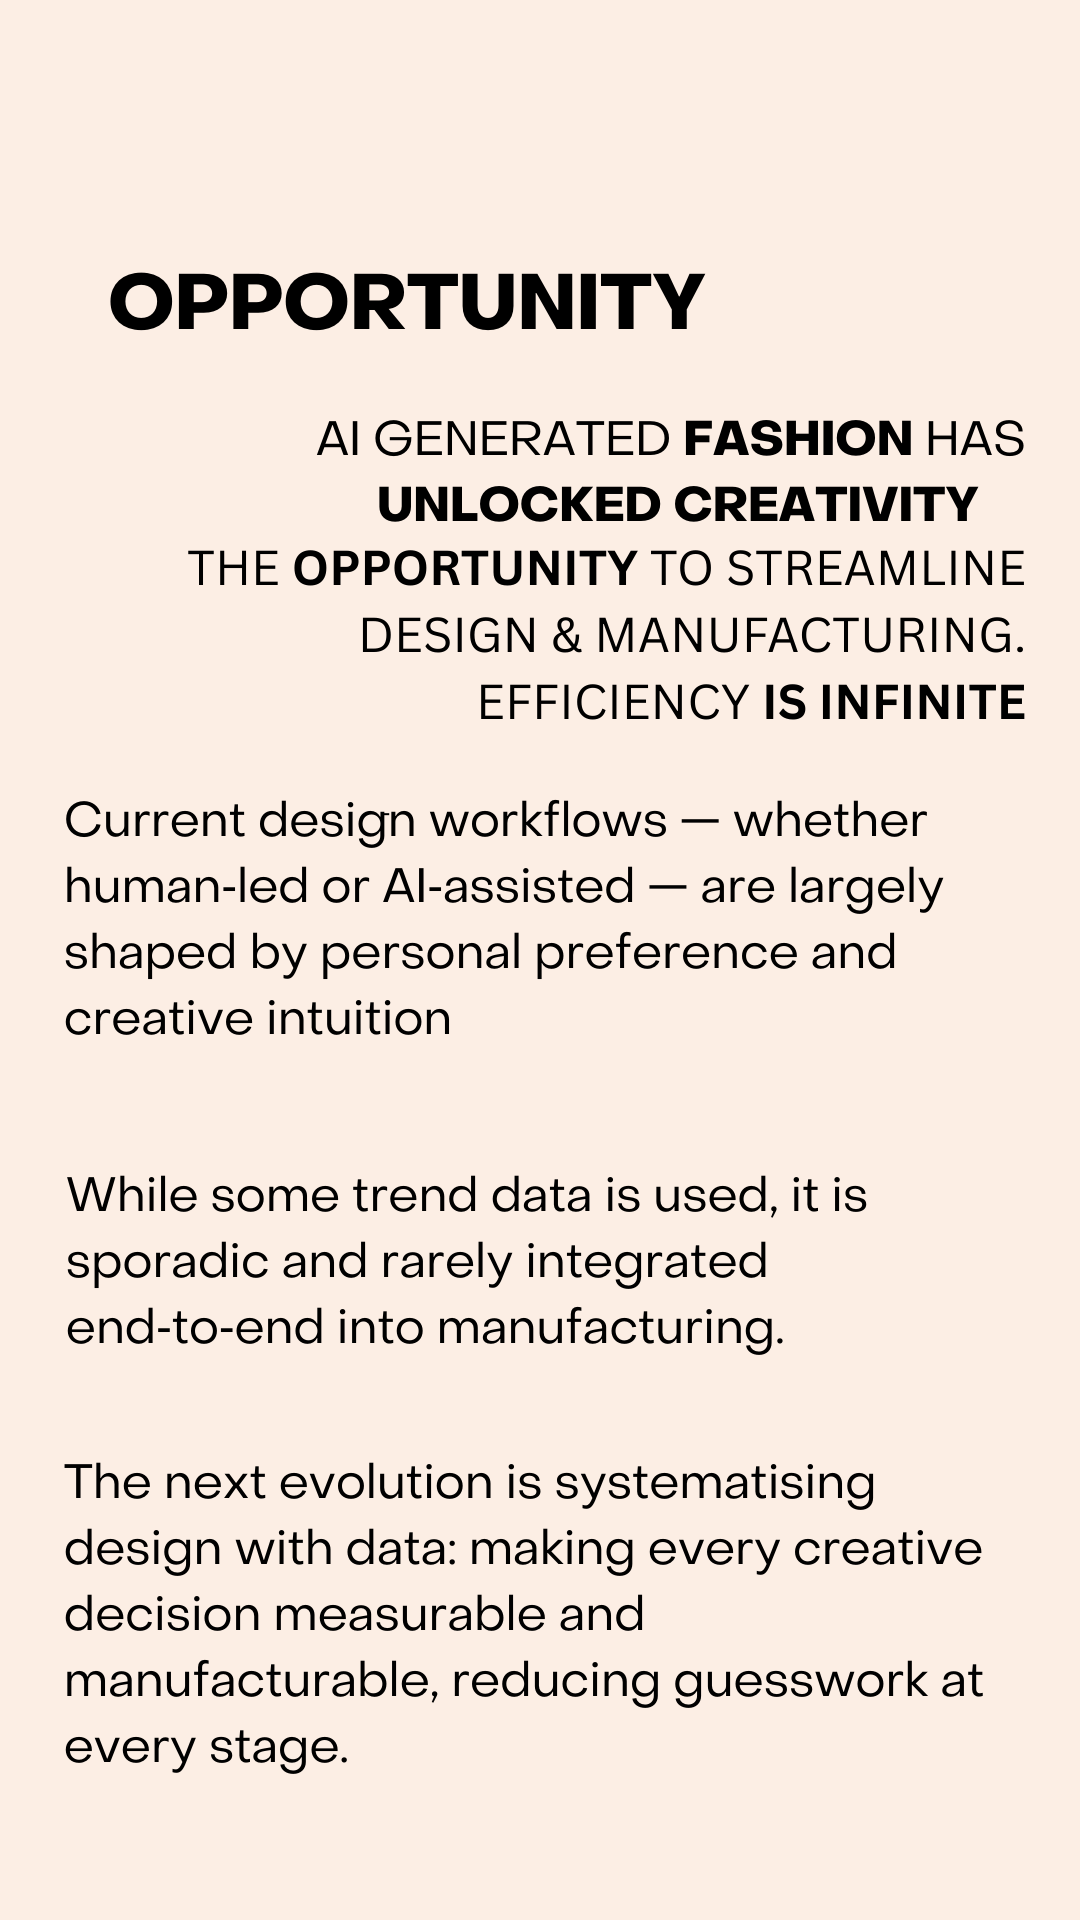 OPPORTUNITY
AI GENERATED FASHION HAS
UNLOCKED CREATIVITY
THE OPPORTUNITY TO STREAMLINE
DESIGN & MANUFACTURING.
EFFICIENCY IS INFINITE
Current design workflows — whether
human-led or AI-assisted — are largely
shaped by personal preference and
creative intuition
While some trend data is used, it is
sporadic and rarely integrated
end-to-end into manufacturing.
The next evolution is systematising
design with data: making every creative
decision measurable and
manufacturable, reducing guesswork at
every stage.